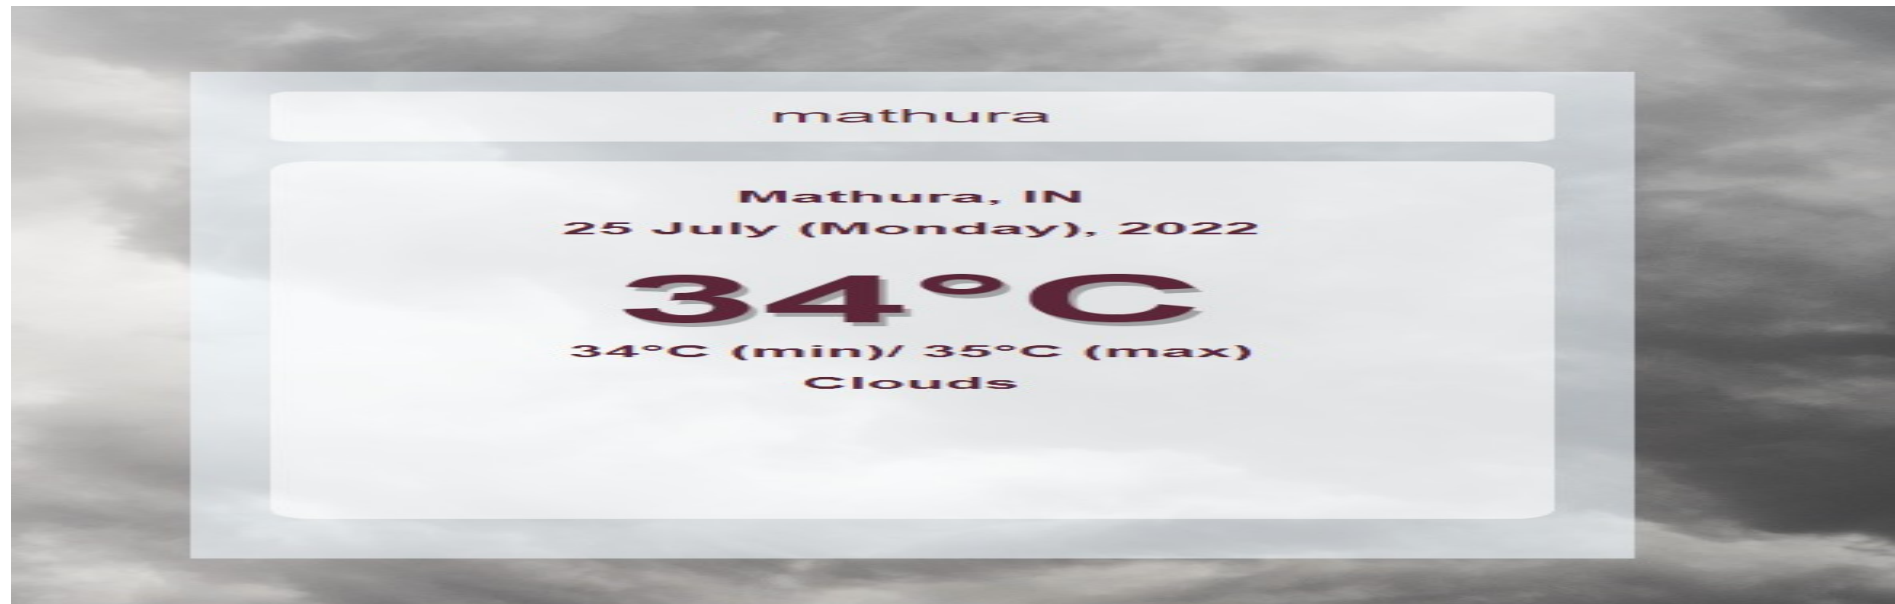 mathura
Mathura, IN
25 July (Monday), 2022
34°C
34°C (min)/ 35°C (max)
Clouds